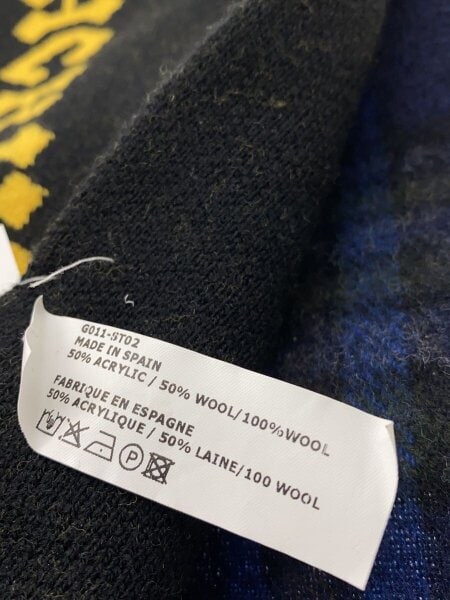 G011-ST02
MADE IN SPAIN
50% ACRYLIC / 50% WOOL/100%WOOL
FABRIQUE EN ESPAGNE
50% ACRYLIQUE / 50% LAINE/100 WOOL
P